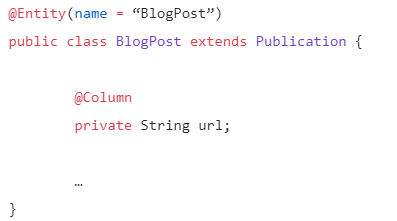 @Entity(name = “BlogPost”)
public class BlogPost extends Publication {
@Column
private String url;
…
}